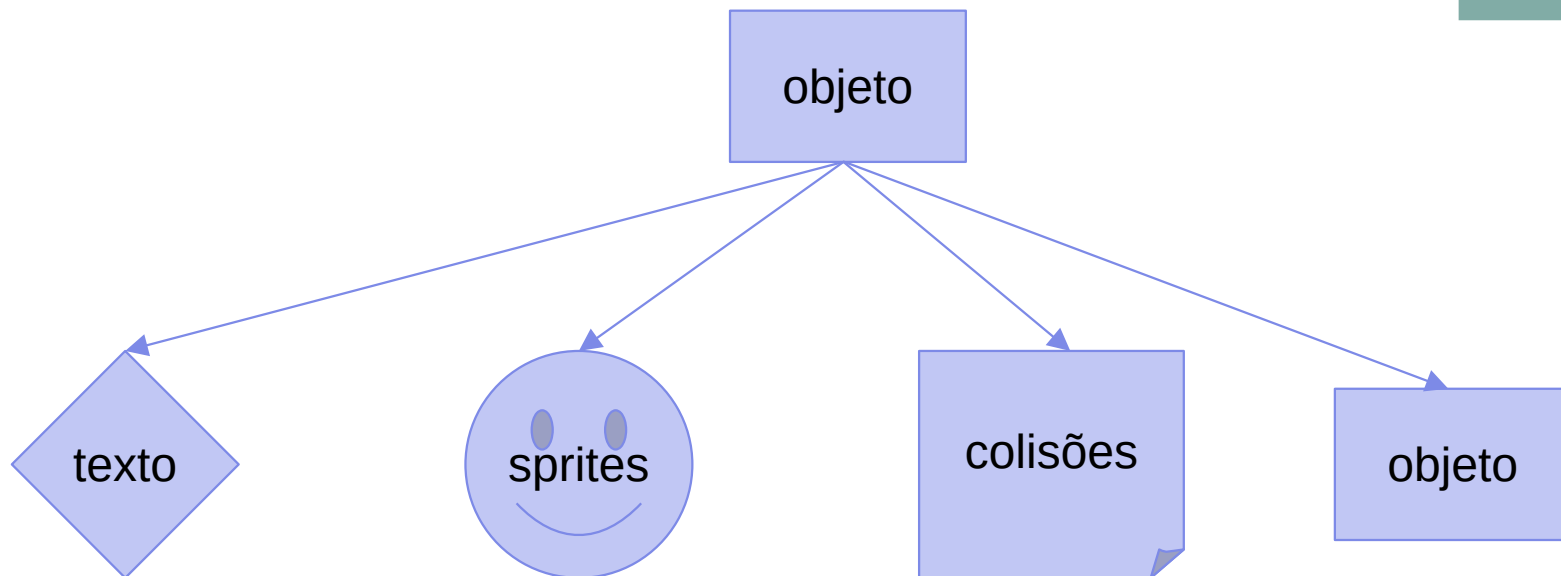 objeto
texto
sprites
colisões
objeto